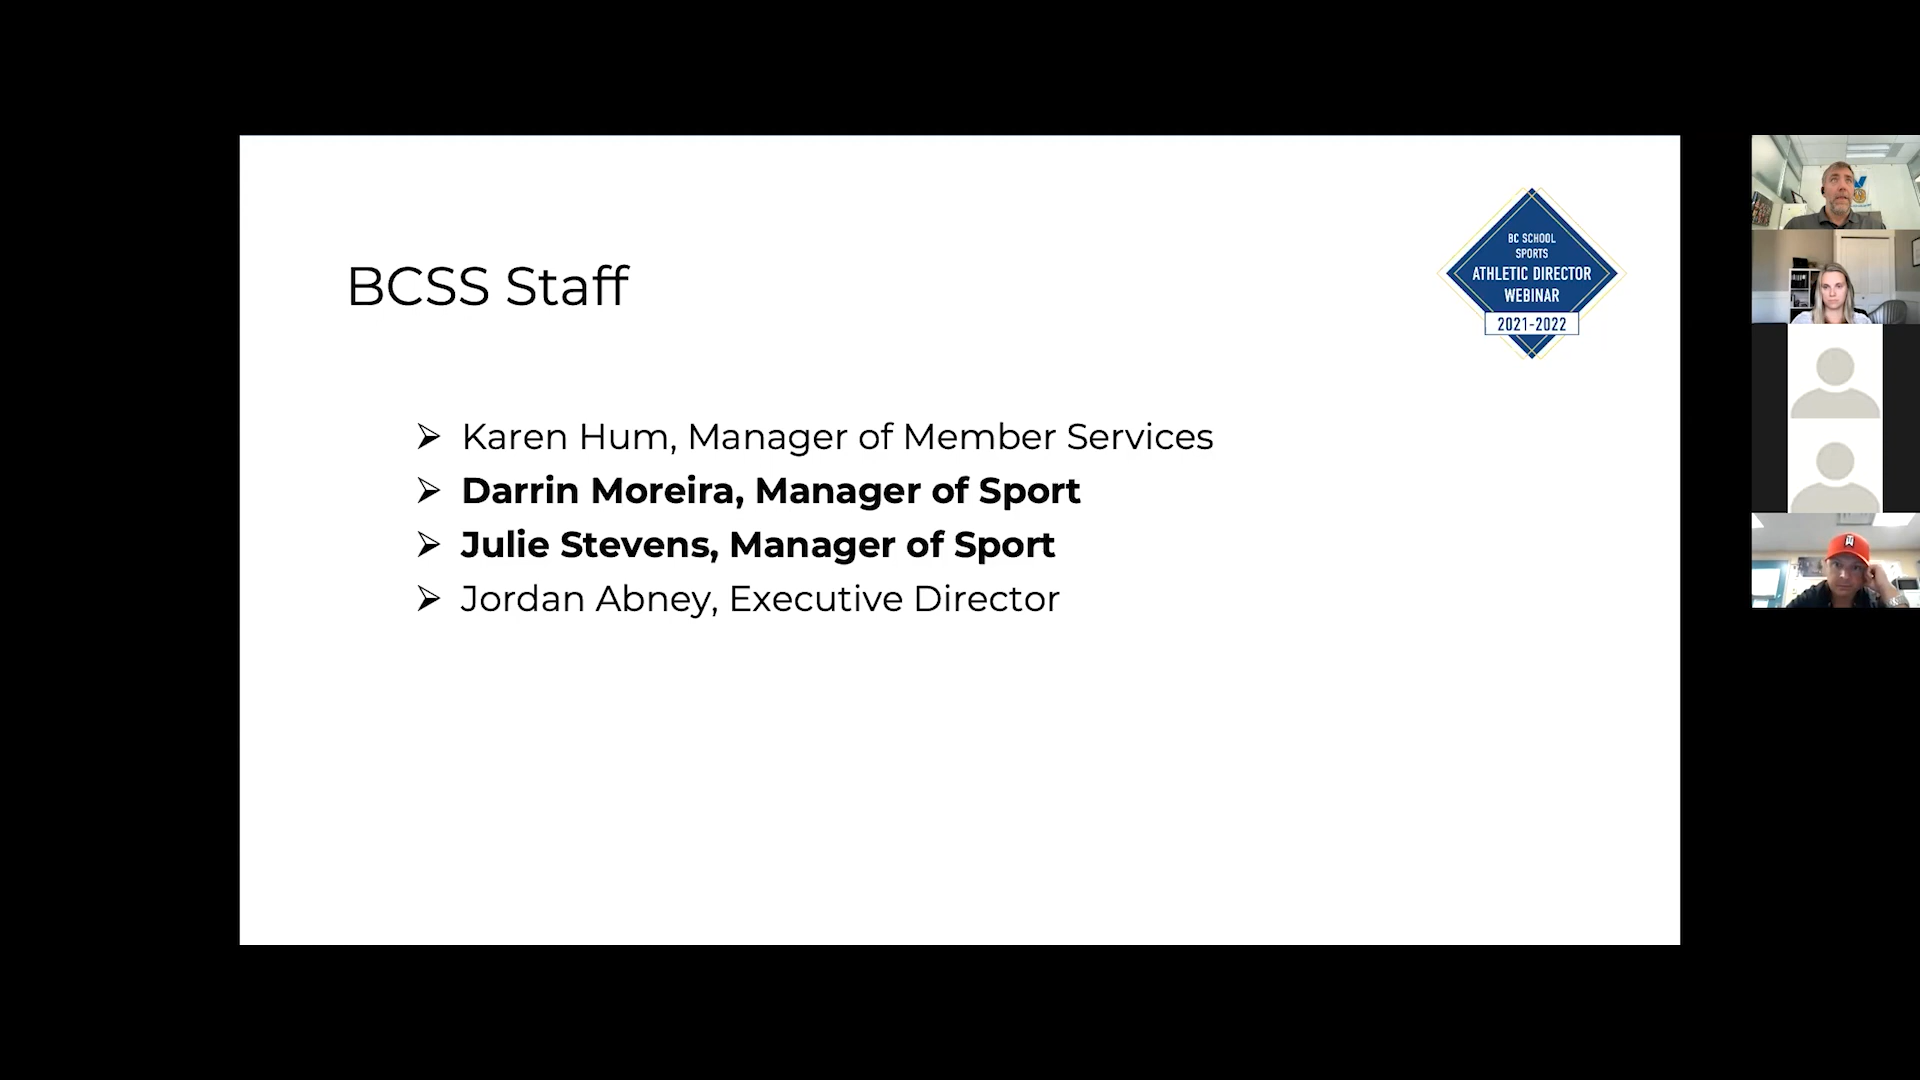 BCSS Staff
BC SCHOOL
SPORTS
ATHLETIC DIRECTOR
WEBINAR
2021-2022
➢ Karen Hum, Manager of Member Services
➢ Darrin Moreira, Manager of Sport
➢ Julie Stevens, Manager of Sport
➢ Jordan Abney, Executive Director